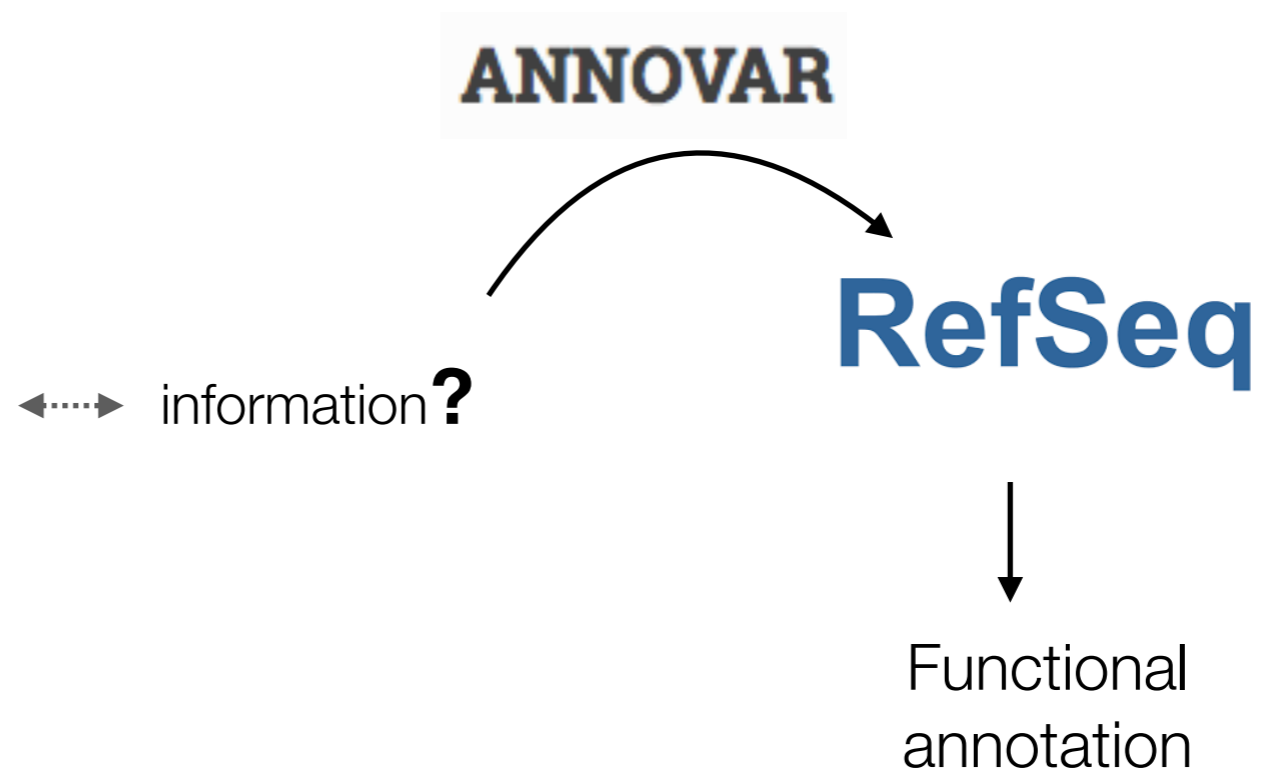 ANNOVAR
RefSeq
information?
Functional
annotation